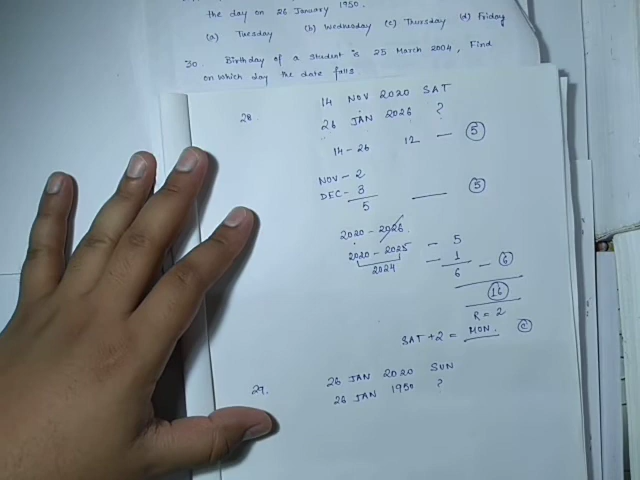 the day on 26 January 1950.
(a) Tuesday (b) Wednesday (c) Thursday (d) Friday
30. Birthday of a student is 25 March 2004, Find
on which day the date falls.
28. 14 NOV 2020 SAT
26 JAN 2026 ?
14-26 12 — 5
NOV - 2
DEC - 3
5 — 5
2020 - 2026.
2020 - 2025 - 5
2024 - 1
6 - 6
16
R = 2
SAT + 2 = MON. (c)
29. 26 JAN 2020 SUN
26 JAN 1950 ?